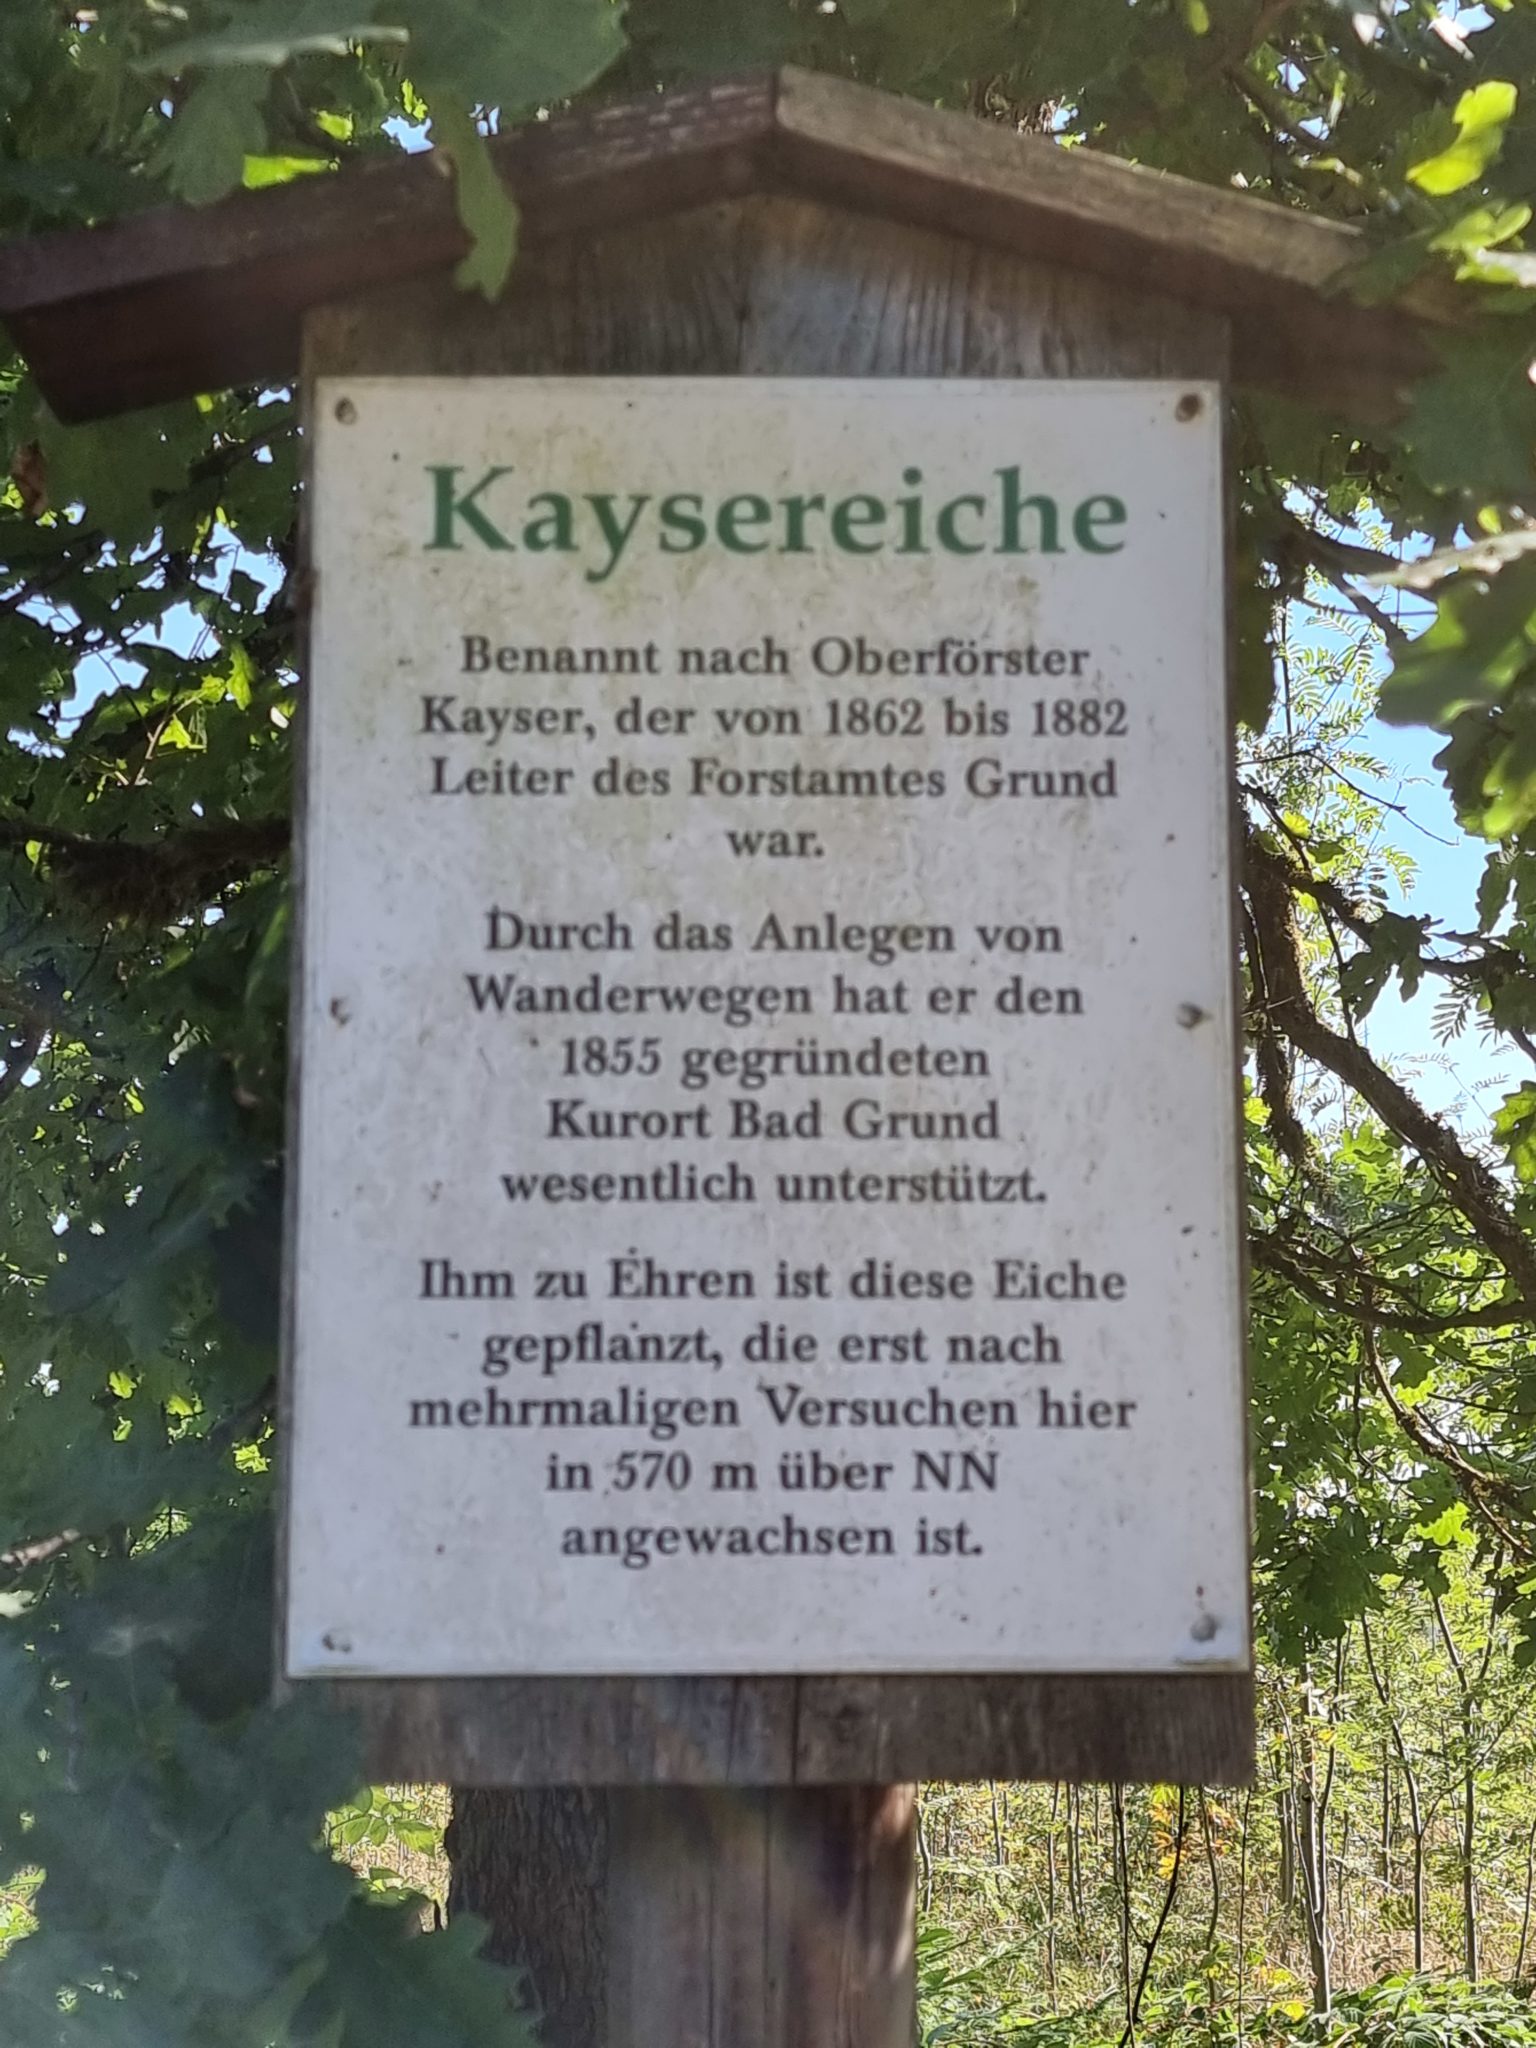 Kaysereiche
Benannt nach Oberförster
Kayser, der von 1862 bis 1882
Leiter des Forstamtes Grund
war.
Durch das Anlegen von
Wanderwegen hat er den
1855 gegründeten
Kurort Bad Grund
wesentlich unterstützt.
Ihm zu Ehren ist diese Eiche
gepflanzt, die erst nach
mehrmaligen Versuchen hier
in 570 m über NN
angewachsen ist.